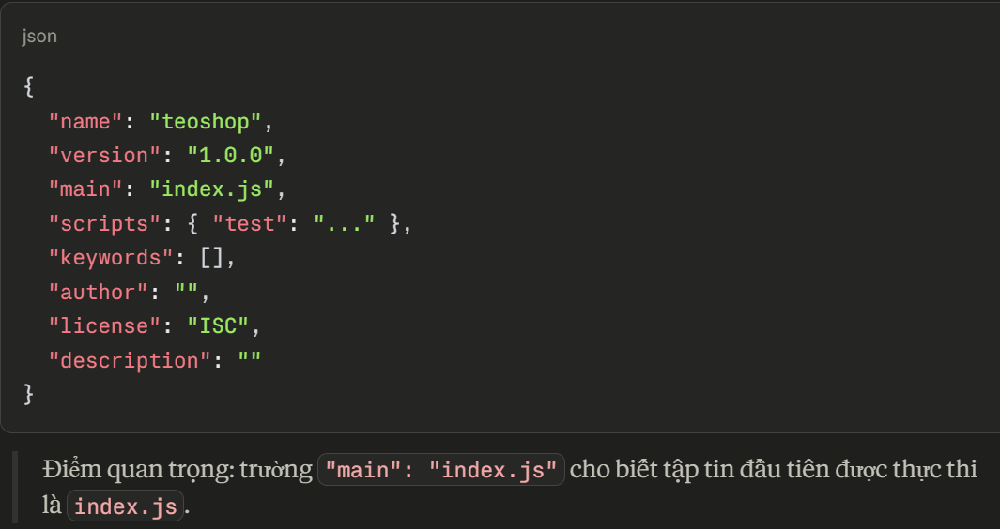 json
{
  "name": "teoshop",
  "version": "1.0.0",
  "main": "index.js",
  "scripts": { "test": "..." },
  "keywords": [],
  "author": "",
  "license": "ISC",
  "description": ""
}
Điểm quan trọng: trường "main": "index.js" cho biết tập tin đầu tiên được thực thi
là index.js.